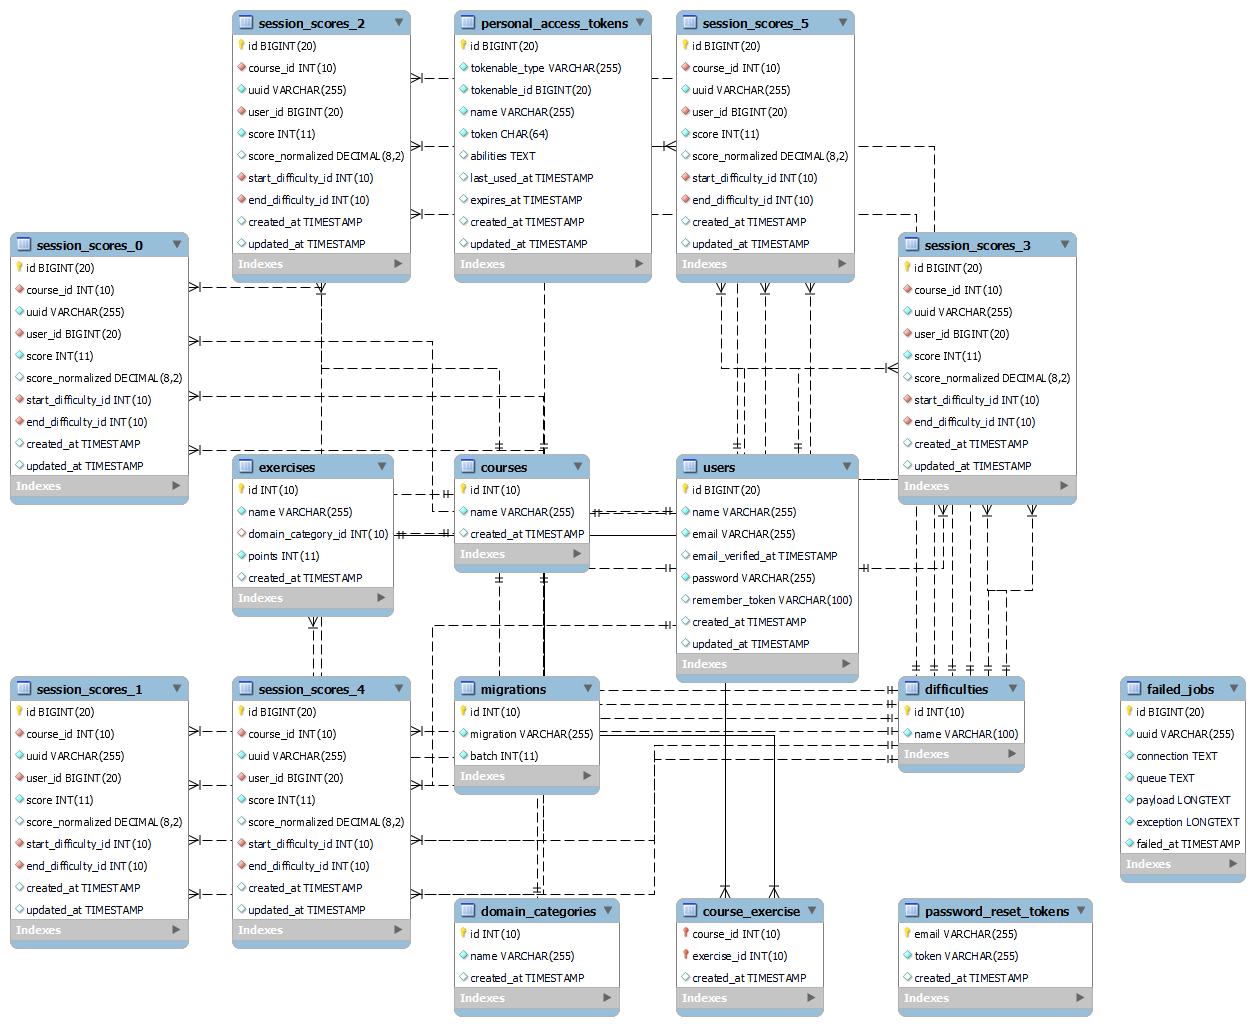 session_scores_2
id BIGINT(20)
course_id INT(10)
uuid VARCHAR(255)
user_id BIGINT(20)
score INT(11)
score_normalized DECIMAL(8,2)
start_difficulty_id INT(10)
end_difficulty_id INT(10)
created_at TIMESTAMP
updated_at TIMESTAMP
Indexes
personal_access_tokens
id BIGINT(20)
tokenable_type VARCHAR(255)
tokenable_id BIGINT(20)
name VARCHAR(255)
token CHAR(64)
abilities TEXT
last_used_at TIMESTAMP
expires_at TIMESTAMP
created_at TIMESTAMP
updated_at TIMESTAMP
Indexes
session_scores_5
id BIGINT(20)
course_id INT(10)
uuid VARCHAR(255)
user_id BIGINT(20)
score INT(11)
score_normalized DECIMAL(8,2)
start_difficulty_id INT(10)
end_difficulty_id INT(10)
created_at TIMESTAMP
updated_at TIMESTAMP
Indexes
session_scores_0
id BIGINT(20)
course_id INT(10)
uuid VARCHAR(255)
user_id BIGINT(20)
score INT(11)
score_normalized DECIMAL(8,2)
start_difficulty_id INT(10)
end_difficulty_id INT(10)
created_at TIMESTAMP
updated_at TIMESTAMP
Indexes
session_scores_3
id BIGINT(20)
course_id INT(10)
uuid VARCHAR(255)
user_id BIGINT(20)
score INT(11)
score_normalized DECIMAL(8,2)
start_difficulty_id INT(10)
end_difficulty_id INT(10)
created_at TIMESTAMP
updated_at TIMESTAMP
Indexes
exercises
id INT(10)
name VARCHAR(255)
domain_category_id INT(10)
points INT(11)
created_at TIMESTAMP
Indexes
courses
id INT(10)
name VARCHAR(255)
created_at TIMESTAMP
Indexes
users
id BIGINT(20)
name VARCHAR(255)
email VARCHAR(255)
email_verified_at TIMESTAMP
password VARCHAR(255)
remember_token VARCHAR(100)
created_at TIMESTAMP
updated_at TIMESTAMP
Indexes
session_scores_1
id BIGINT(20)
course_id INT(10)
uuid VARCHAR(255)
user_id BIGINT(20)
score INT(11)
score_normalized DECIMAL(8,2)
start_difficulty_id INT(10)
end_difficulty_id INT(10)
created_at TIMESTAMP
updated_at TIMESTAMP
Indexes
session_scores_4
id BIGINT(20)
course_id INT(10)
uuid VARCHAR(255)
user_id BIGINT(20)
score INT(11)
score_normalized DECIMAL(8,2)
start_difficulty_id INT(10)
end_difficulty_id INT(10)
created_at TIMESTAMP
updated_at TIMESTAMP
Indexes
migrations
id INT(10)
migration VARCHAR(255)
batch INT(11)
Indexes
difficulties
id INT(10)
name VARCHAR(100)
Indexes
failed_jobs
id BIGINT(20)
uuid VARCHAR(255)
connection TEXT
queue TEXT
payload LONGTEXT
exception LONGTEXT
failed_at TIMESTAMP
Indexes
domain_categories
id INT(10)
name VARCHAR(255)
created_at TIMESTAMP
Indexes
course_exercise
course_id INT(10)
exercise_id INT(10)
created_at TIMESTAMP
Indexes
password_reset_tokens
email VARCHAR(255)
token VARCHAR(255)
created_at TIMESTAMP
Indexes